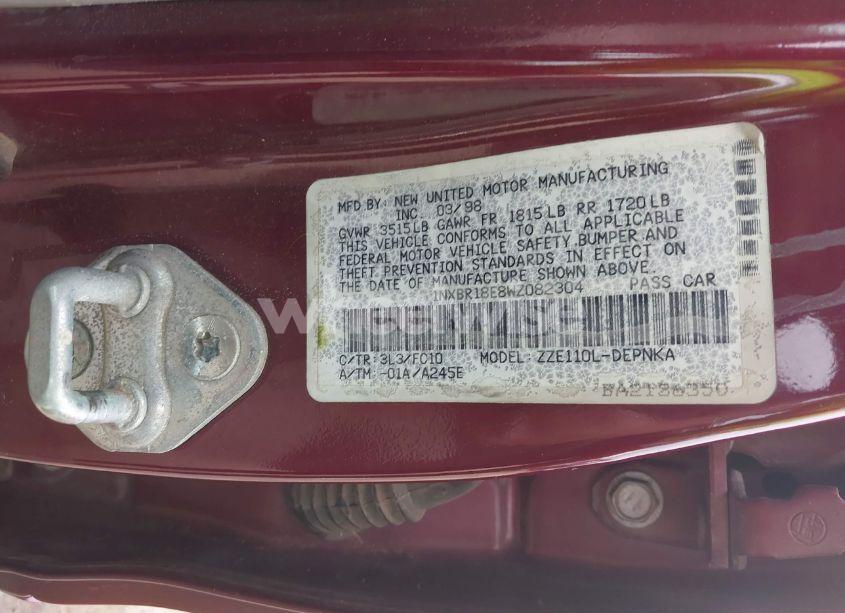 MFD BY: NEW UNITED MOTOR MANUFACTURING
INC. 03/98
GVWR 3515LB GAWR FR 1815LB RR 1720LB
THIS VEHICLE CONFORMS TO ALL APPLICABLE
FEDERAL MOTOR VEHICLE SAFETY,BUMPER AND
THEFT PREVENTION STANDARDS IN EFFECT ON
THE DATE OF MANUFACTURE SHOWN ABOVE.
1NXBR18E8WZ082304 PASS CAR
C/TR: 3L3/FC10 MODEL: ZZE110L-DEPNKA
A/TM: -01A/A245E